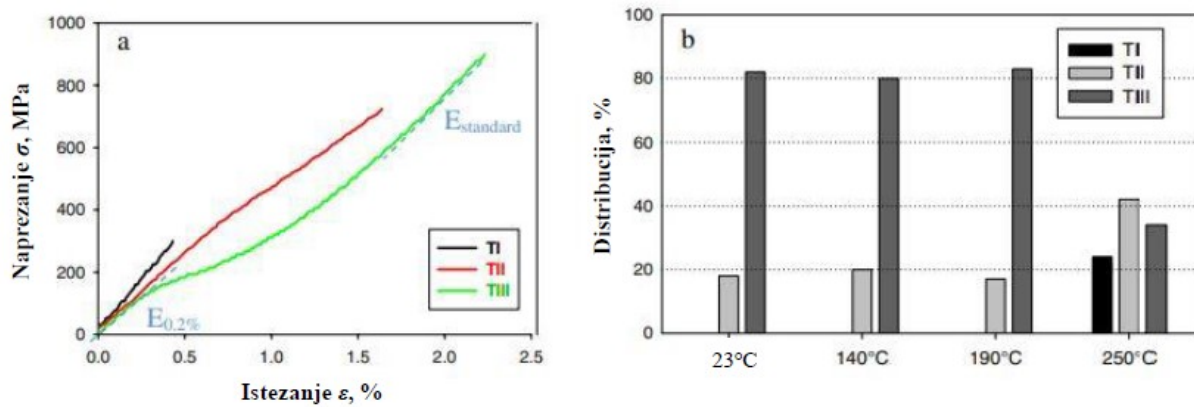 a
1000
800
600
400
200
0
Naprezanje σ, MPa
E standard
E 0.2%
TI
TII
TIII
0.0 0.5 1.0 1.5 2.0 2.5
Istezanje ε, %
b
100
80
60
40
20
0
Distribucija, %
TI
TII
TIII
23°C 140°C 190°C 250°C